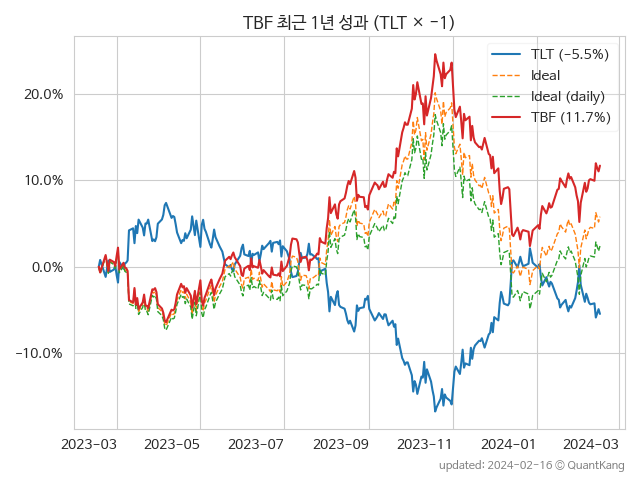 TBF 최근 1년 성과 (TLT × −1)
TLT (−5.5%)
Ideal
Ideal (daily)
TBF (11.7%)
20.0%
10.0%
0.0%
−10.0%
2023-03 2023-05 2023-07 2023-09 2023-11 2024-01 2024-03
updated: 2024-02-16 © QuantKang